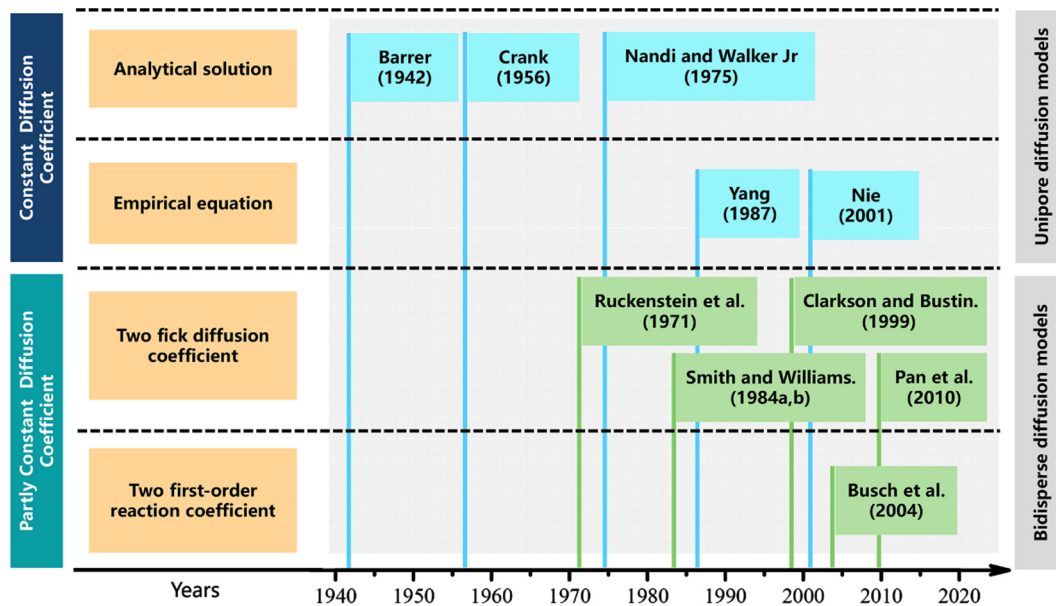 Constant Diffusion
Coefficient
Analytical solution
Barrer
(1942)
Crank
(1956)
Nandi and Walker Jr
(1975)
Empirical equation
Yang
(1987)
Nie
(2001)
Unipore diffusion models
Partly Constant Diffusion
Coefficient
Two fick diffusion
coefficient
Ruckenstein et al.
(1971)
Clarkson and Bustin.
(1999)
Smith and Williams.
(1984a,b)
Pan et al.
(2010)
Two first-order
reaction coefficient
Busch et al.
(2004)
Bidisperse diffusion models
Years
1940 1950 1960 1970 1980 1990 2000 2010 2020